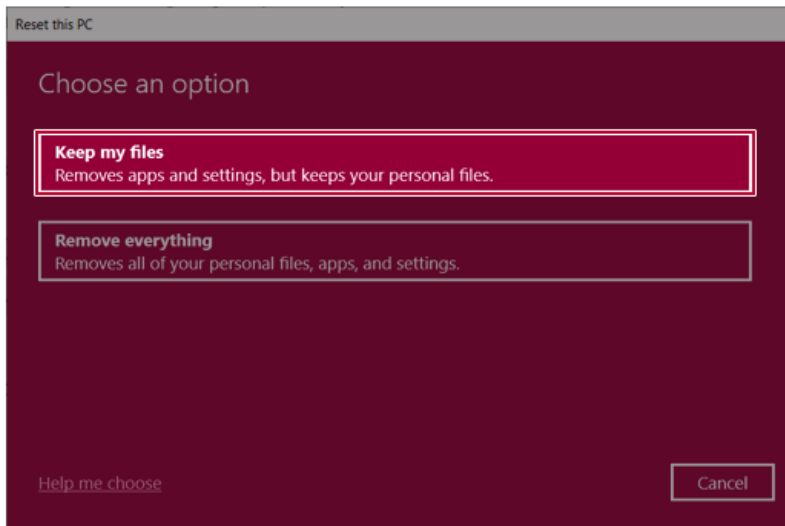 Reset this PC
Choose an option
Keep my files
Removes apps and settings, but keeps your personal files.
Remove everything
Removes all of your personal files, apps, and settings.
Help me choose
Cancel